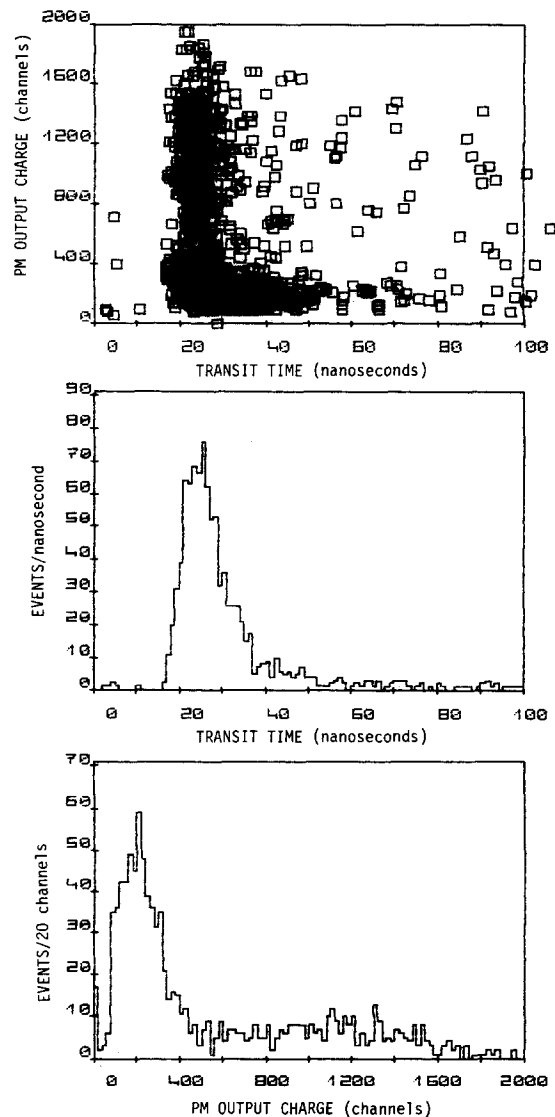 2000
1600
1200
800
400
0
PM OUTPUT CHARGE (channels)
0 20 40 60 80 100
TRANSIT TIME (nanoseconds)
90
80
70
60
50
40
30
20
10
0
EVENTS/nanosecond
0 20 40 60 80 100
TRANSIT TIME (nanoseconds)
70
60
50
40
30
20
10
0
EVENTS/20 channels
0 400 800 1200 1600 2000
PM OUTPUT CHARGE (channels)